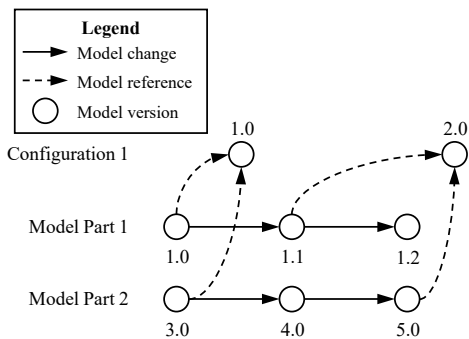 Legend
Model change
Model reference
Model version
1.0 2.0
Configuration 1
Model Part 1
1.0 1.1 1.2
Model Part 2
3.0 4.0 5.0